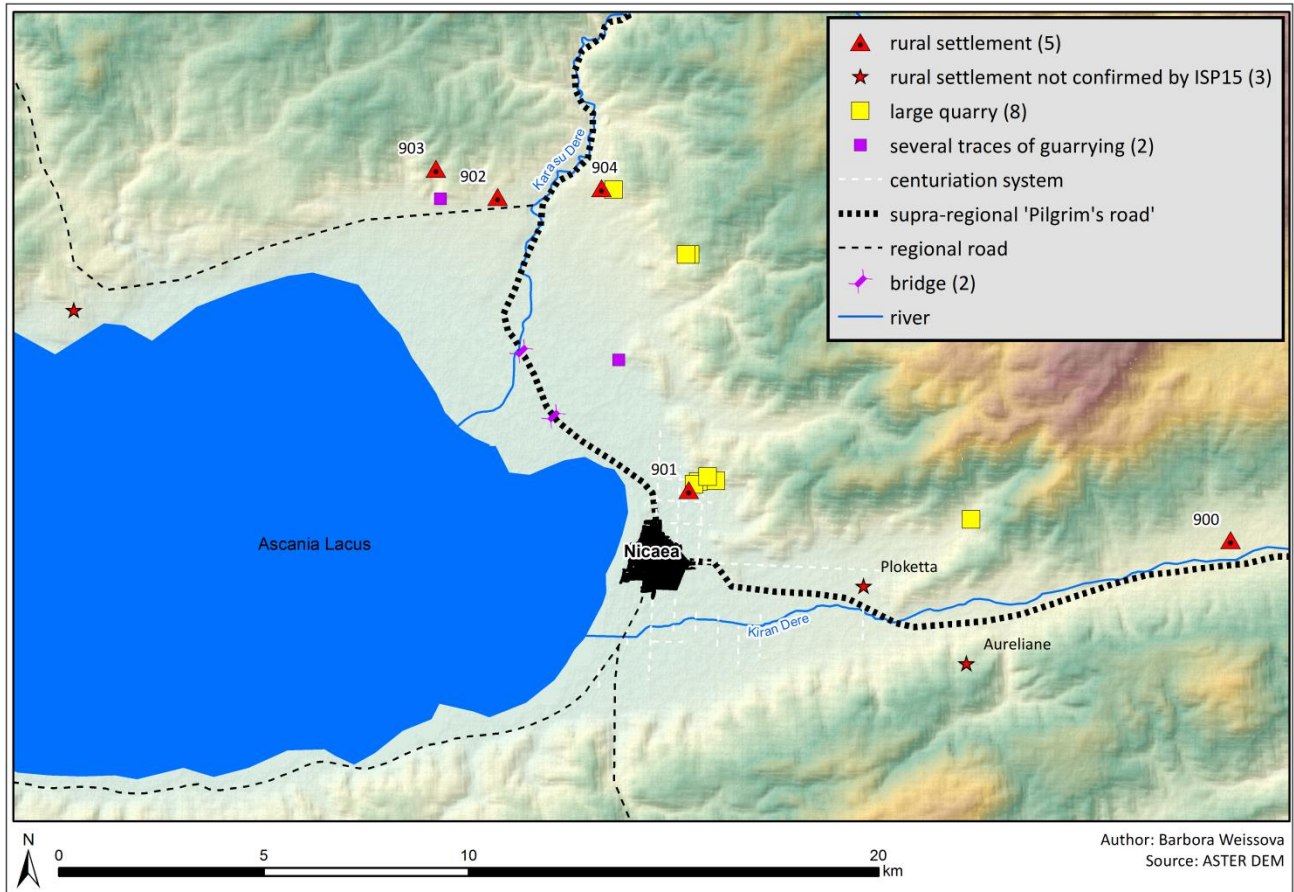 rural settlement (5)
rural settlement not confirmed by ISP15 (3)
large quarry (8)
several traces of guarrying (2)
centuriation system
supra-regional 'Pilgrim's road'
regional road
bridge (2)
river
903
902
904
Karasu Dere
901
900
Ascania Lacus
Nicaea
Ploketta
Kiran Dere
Aureliane
N
0
5
10
20
km
Author: Barbora Weissova
Source: ASTER DEM